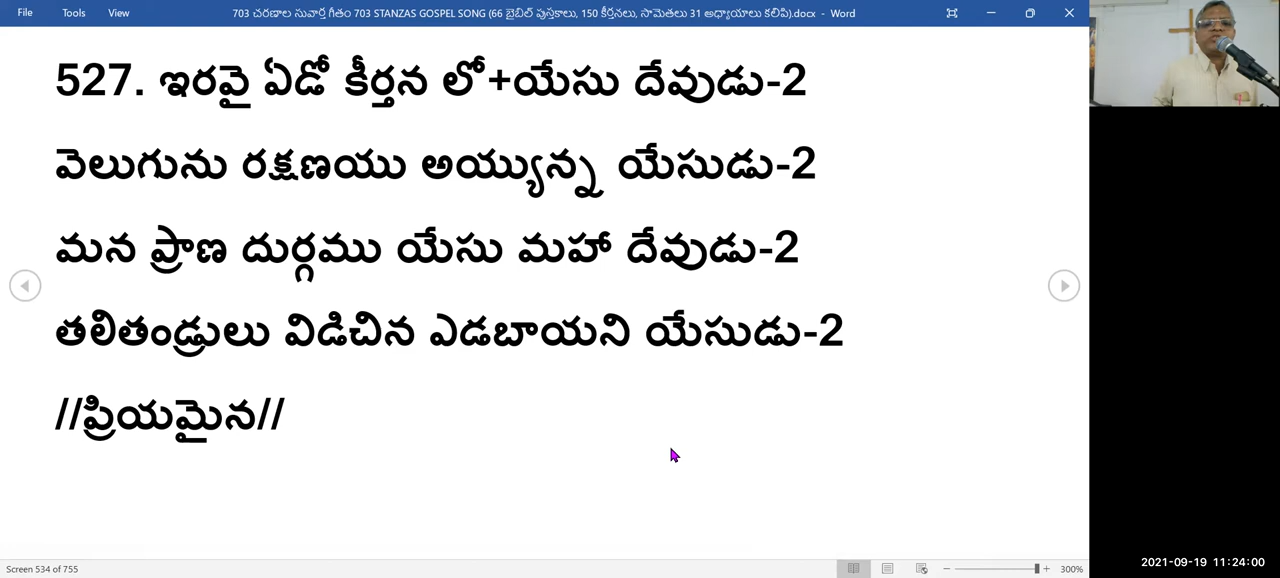 File Tools View 703 చరణాల సువార్త గీతం 703 STANZAS GOSPEL SONG (66 బైబిల్ పుస్తకాలు, 150 కీర్తనలు, సామెతలు 31 అధ్యాయాలు కలిపి).docx - Word
527. ఇరవై ఏడో కీర్తన లో+యేసు దేవుడు-2
వెలుగును రక్షణయు అయ్యున్న యేసుడు-2
మన ప్రాణ దుర్గము యేసు మహా దేవుడు-2
తలితండ్రులు విడిచిన ఎడబాయని యేసుడు-2
//ప్రియమైన//
2021-09-19 11:24:00
Screen 534 of 755 300%